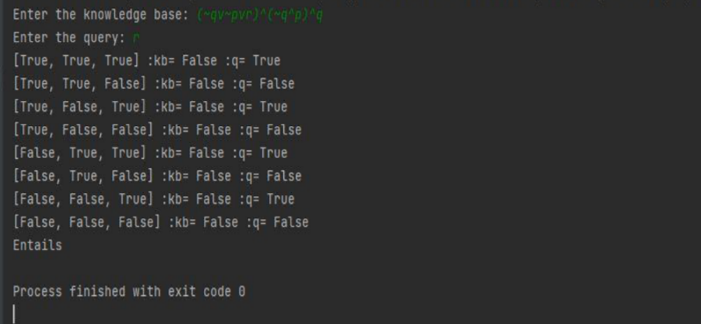 Enter the knowledge base: (~qv~pvr)^(~q^p)^q
Enter the query: r
[True, True, True] :kb= False :q= True
[True, True, False] :kb= False :q= False
[True, False, True] :kb= False :q= True
[True, False, False] :kb= False :q= False
[False, True, True] :kb= False :q= True
[False, True, False] :kb= False :q= False
[False, False, True] :kb= False :q= True
[False, False, False] :kb= False :q= False
Entails
Process finished with exit code 0